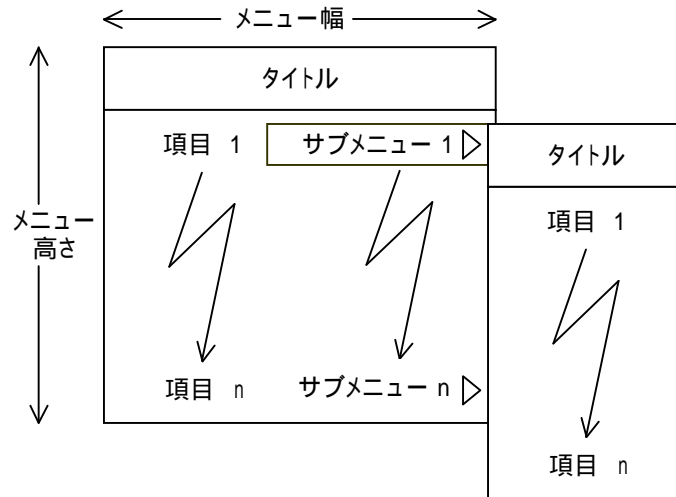 メニュー幅
タイトル
項目 1 サブメニュー 1
タイトル
メニュー
高さ
項目 1
項目 n サブメニュー n
項目 n